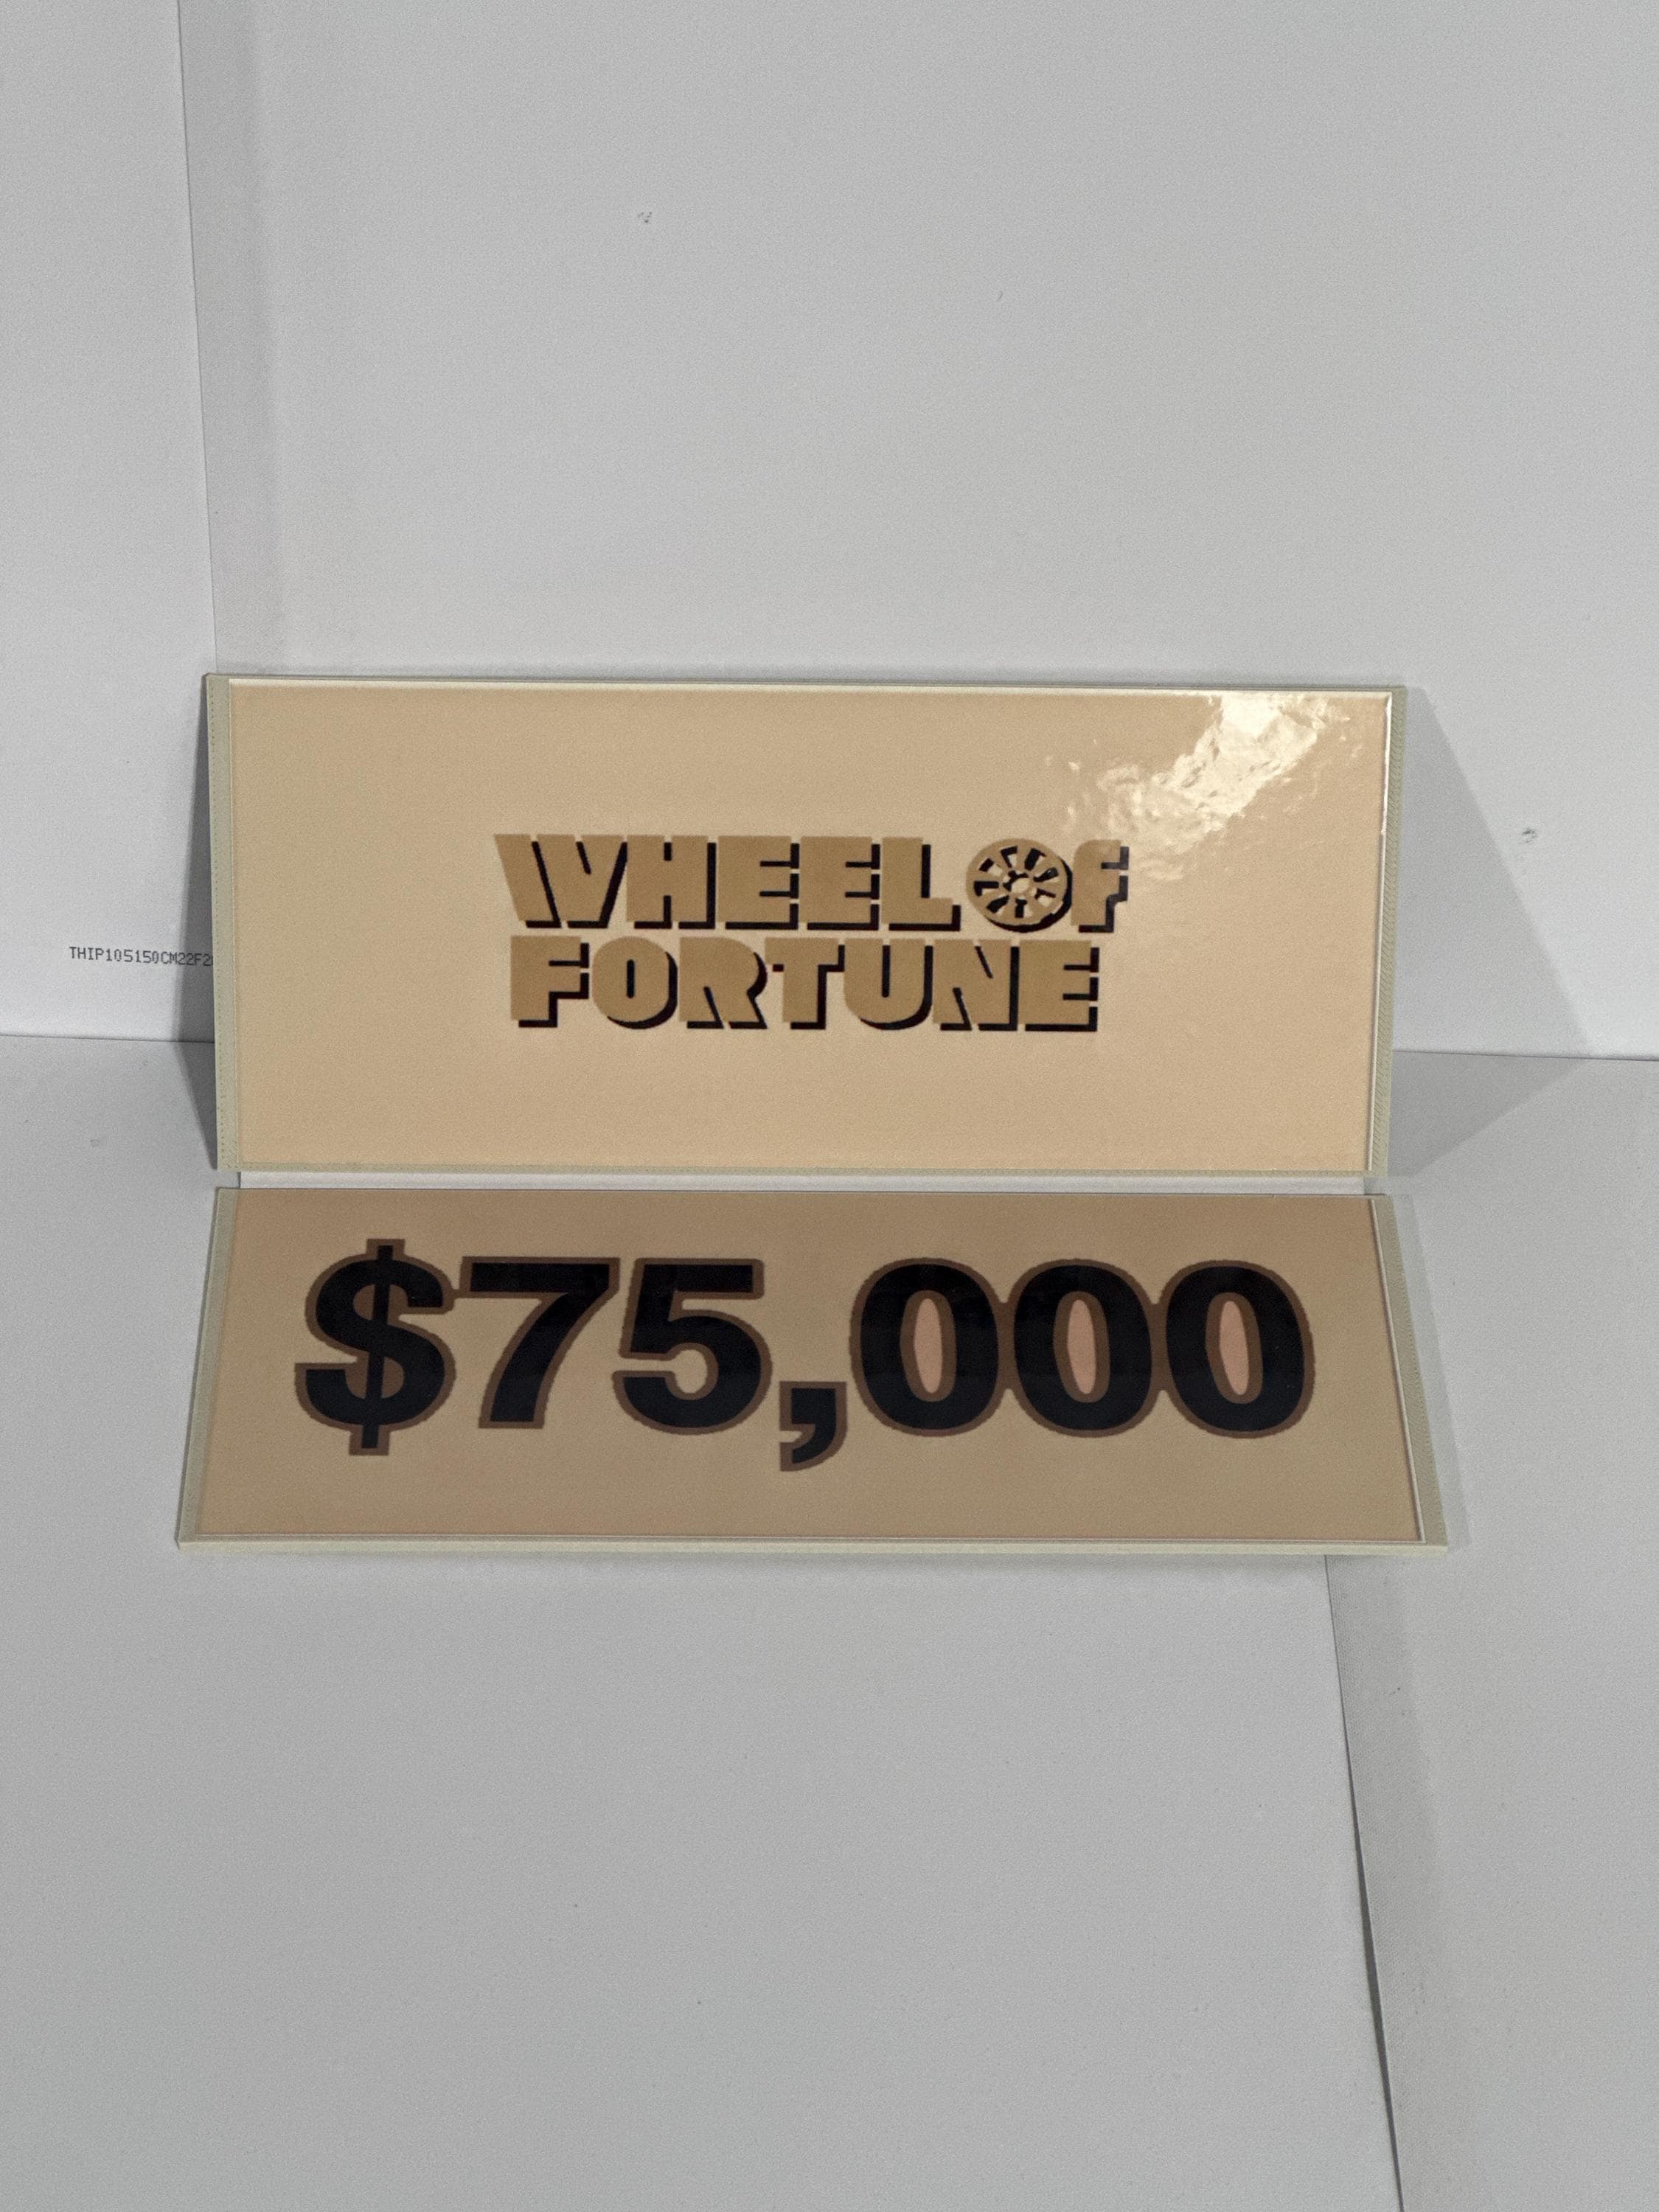 WHEEL OF
FORTUNE
THIP105150CM22F2
$75,000